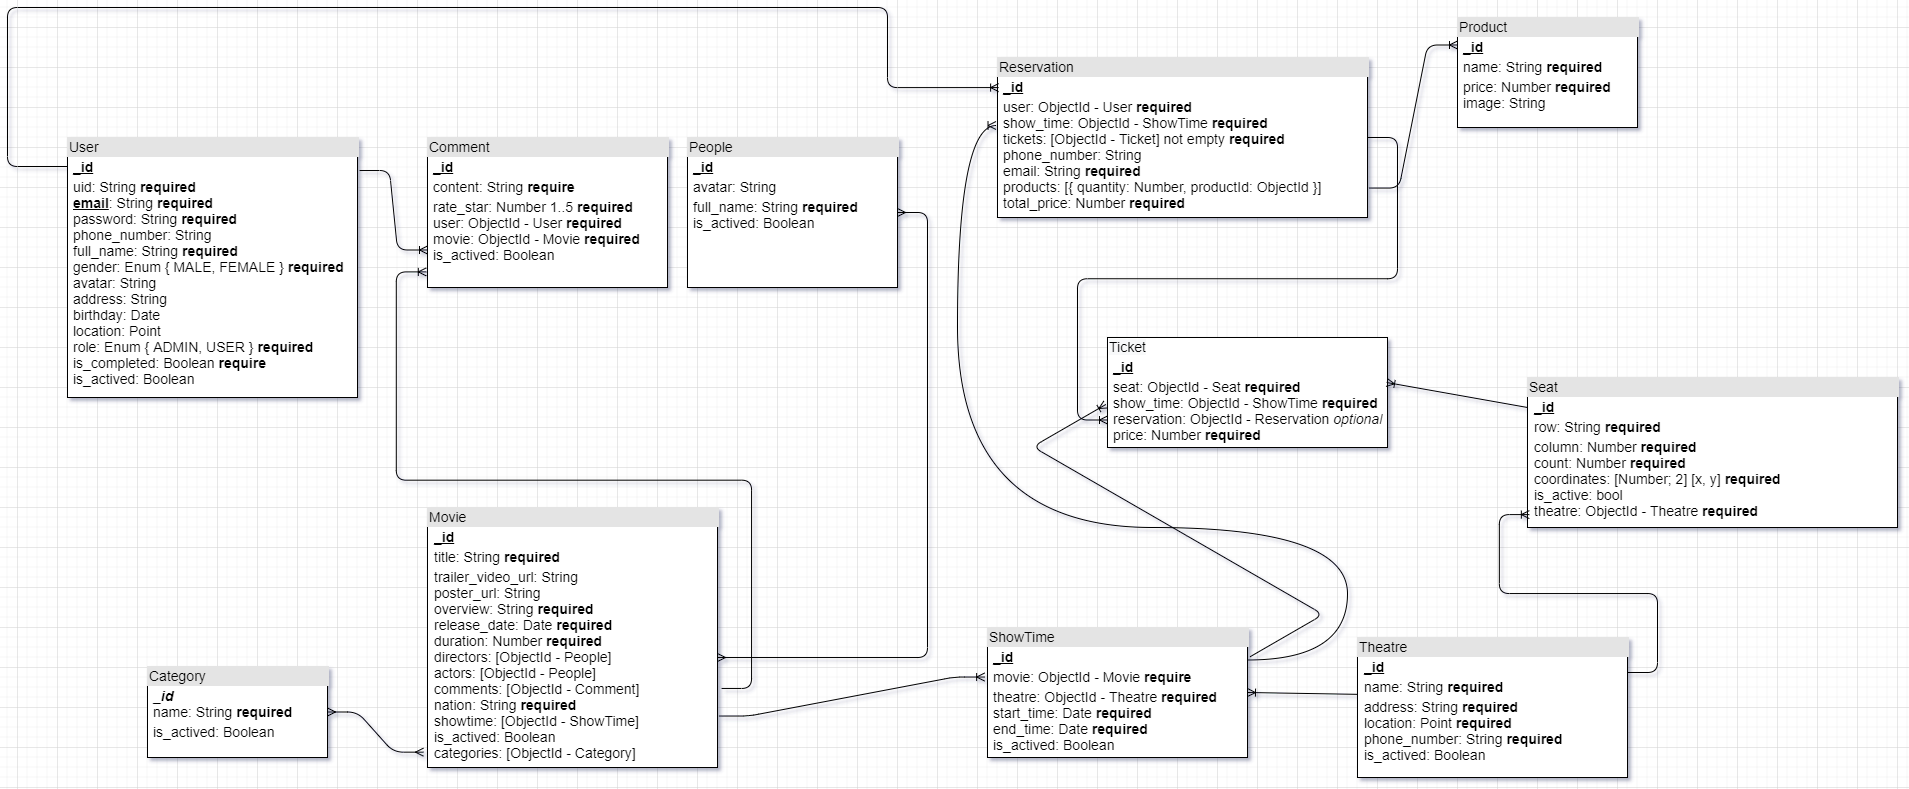 Product
_id
name: String required
price: Number required
image: String
Reservation
_id
user: ObjectId - User required
show_time: ObjectId - ShowTime required
tickets: [ObjectId - Ticket] not empty required
phone_number: String
email: String required
products: [{ quantity: Number, productId: ObjectId }]
total_price: Number required
User
_id
uid: String required
email: String required
password: String required
phone_number: String
full_name: String required
gender: Enum { MALE, FEMALE } required
avatar: String
address: String
birthday: Date
location: Point
role: Enum { ADMIN, USER } required
is_completed: Boolean require
is_actived: Boolean
Comment
_id
content: String require
rate_star: Number 1..5 required
user: ObjectId - User required
movie: ObjectId - Movie required
is_actived: Boolean
People
_id
avatar: String
full_name: String required
is_actived: Boolean
Ticket
_id
seat: ObjectId - Seat required
show_time: ObjectId - ShowTime required
reservation: ObjectId - Reservation optional
price: Number required
Seat
_id
row: String required
column: Number required
count: Number required
coordinates: [Number; 2] [x, y] required
is_active: bool
theatre: ObjectId - Theatre required
Movie
_id
title: String required
trailer_video_url: String
poster_url: String
overview: String required
release_date: Date required
duration: Number required
directors: [ObjectId - People]
actors: [ObjectId - People]
comments: [ObjectId - Comment]
nation: String required
showtime: [ObjectId - ShowTime]
is_actived: Boolean
categories: [ObjectId - Category]
Category
_id
name: String required
is_actived: Boolean
ShowTime
_id
movie: ObjectId - Movie require
theatre: ObjectId - Theatre required
start_time: Date required
end_time: Date required
is_actived: Boolean
Theatre
_id
name: String required
address: String required
location: Point required
phone_number: String required
is_actived: Boolean